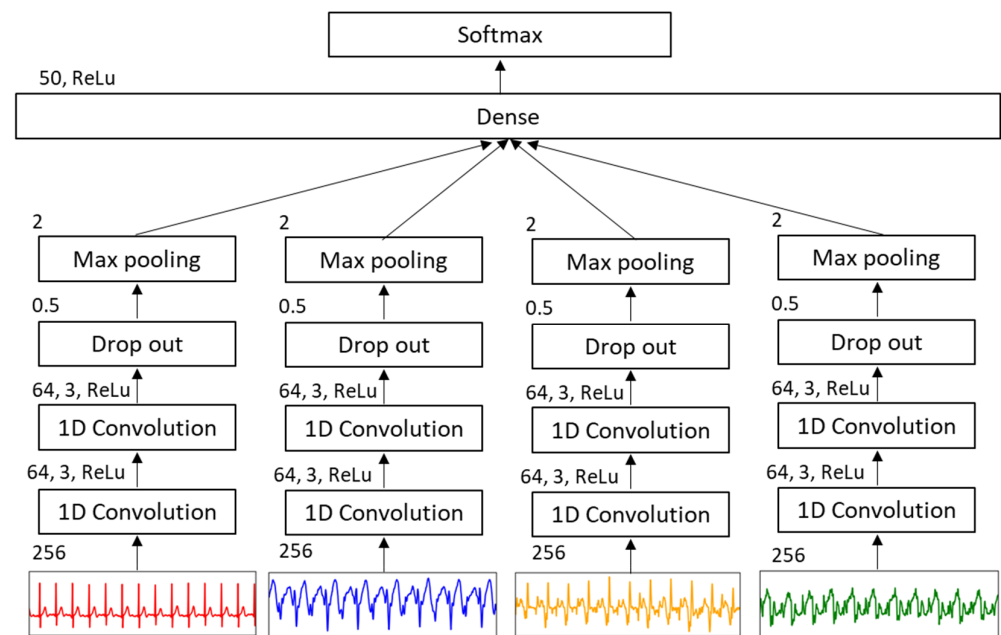 Softmax
50, ReLu
Dense
2 2 2 2
Max pooling Max pooling Max pooling Max pooling
0.5 0.5 0.5 0.5
Drop out Drop out Drop out Drop out
64, 3, ReLu 64, 3, ReLu 64, 3, ReLu 64, 3, ReLu
1D Convolution 1D Convolution 1D Convolution 1D Convolution
64, 3, ReLu 64, 3, ReLu 64, 3, ReLu 64, 3, ReLu
1D Convolution 1D Convolution 1D Convolution 1D Convolution
256 256 256 256